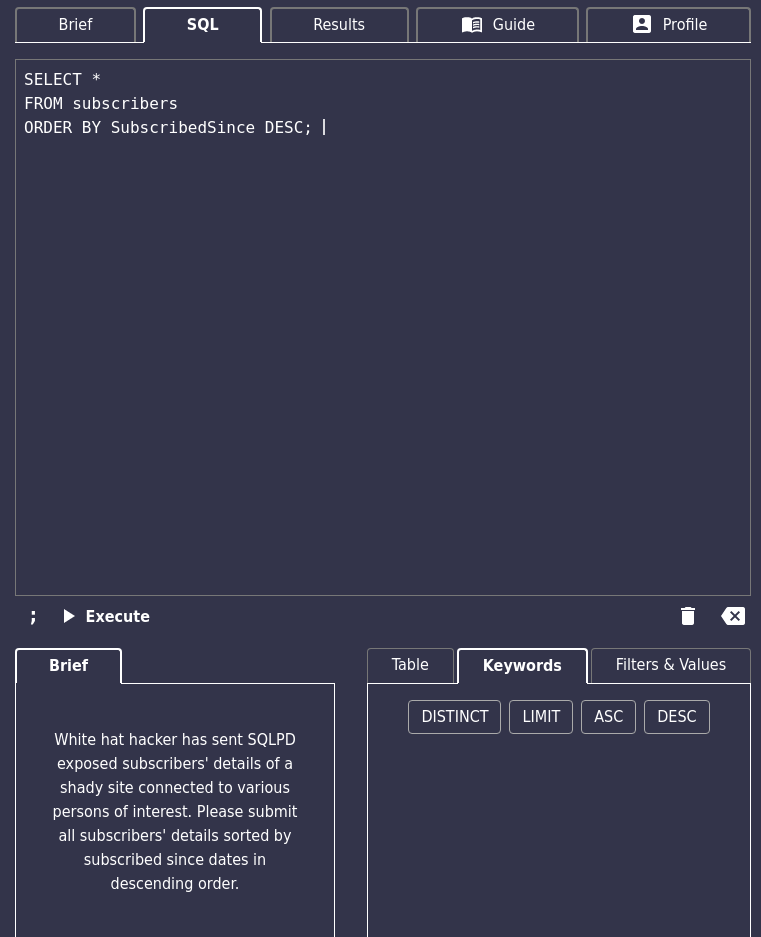 Brief
SQL
Results
Guide
Profile
SELECT *
FROM subscribers
ORDER BY SubscribedSince DESC;
;
Execute
Brief
White hat hacker has sent SQLPD
exposed subscribers' details of a
shady site connected to various
persons of interest. Please submit
all subscribers' details sorted by
subscribed since dates in
descending order.
Table
Keywords
Filters & Values
DISTINCT
LIMIT
ASC
DESC